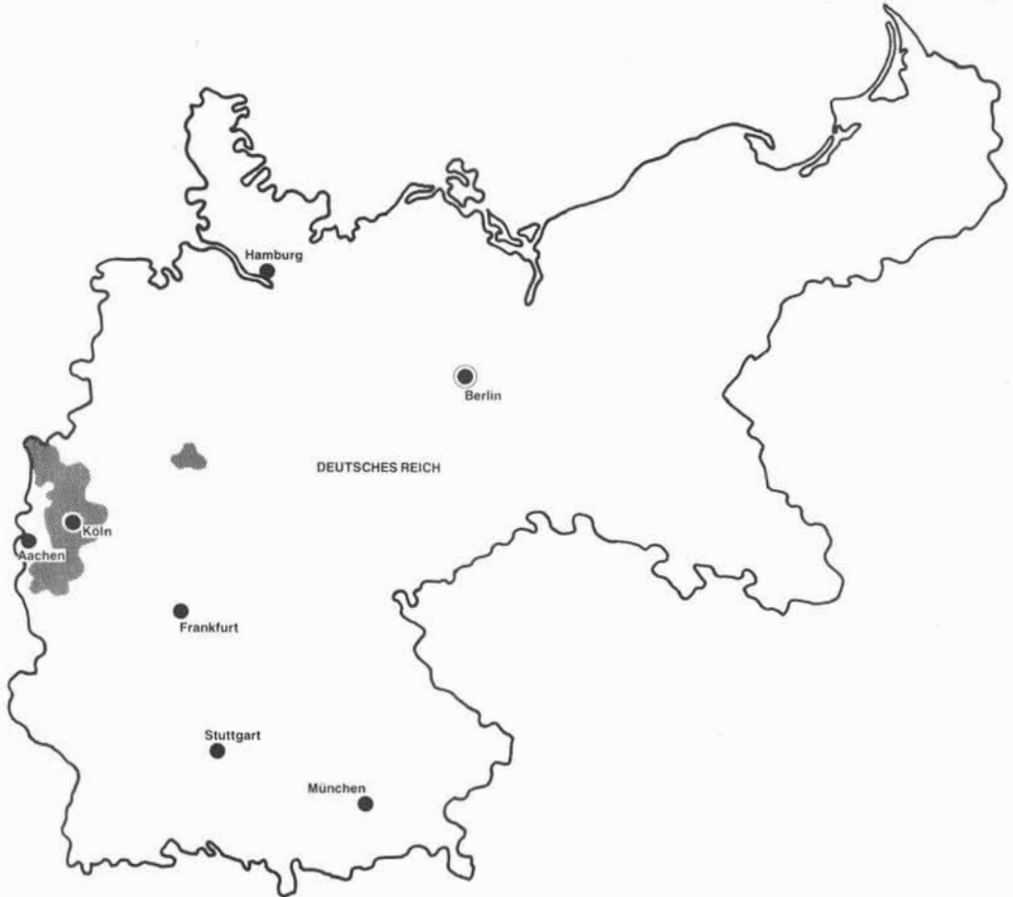 Hamburg
Berlin
DEUTSCHES REICH
Köln
Aachen
Frankfurt
Stuttgart
München